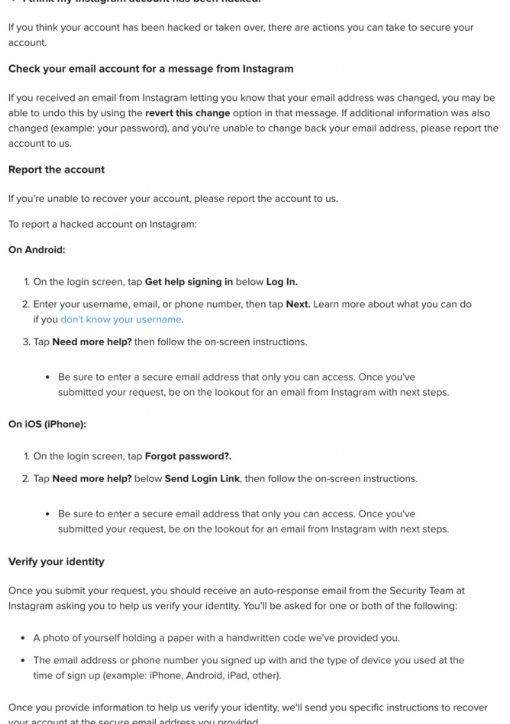 I think my Instagram account has been hacked.
If you think your account has been hacked or taken over, there are actions you can take to secure your
account.
Check your email account for a message from Instagram
If you received an email from Instagram letting you know that your email address was changed, you may be
able to undo this by using the revert this change option in that message. If additional information was also
changed (example: your password), and you're unable to change back your email address, please report the
account to us.
Report the account
If you're unable to recover your account, please report the account to us.
To report a hacked account on Instagram:
On Android:
1. On the login screen, tap Get help signing in below Log In.
2. Enter your username, email, or phone number, then tap Next. Learn more about what you can do
if you don't know your username.
3. Tap Need more help? then follow the on-screen instructions.
• Be sure to enter a secure email address that only you can access. Once you've
submitted your request, be on the lookout for an email from Instagram with next steps.
On iOS (iPhone):
1. On the login screen, tap Forgot password?.
2. Tap Need more help? below Send Login Link, then follow the on-screen instructions.
• Be sure to enter a secure email address that only you can access. Once you've
submitted your request, be on the lookout for an email from Instagram with next steps.
Verify your identity
Once you submit your request, you should receive an auto-response email from the Security Team at
Instagram asking you to help us verify your identity. You'll be asked for one or both of the following:
• A photo of yourself holding a paper with a handwritten code we've provided you.
• The email address or phone number you signed up with and the type of device you used at the
time of sign up (example: iPhone, Android, iPad, other).
Once you provide information to help us verify your identity, we'll send you specific instructions to recover
your account at the secure email address you provided.